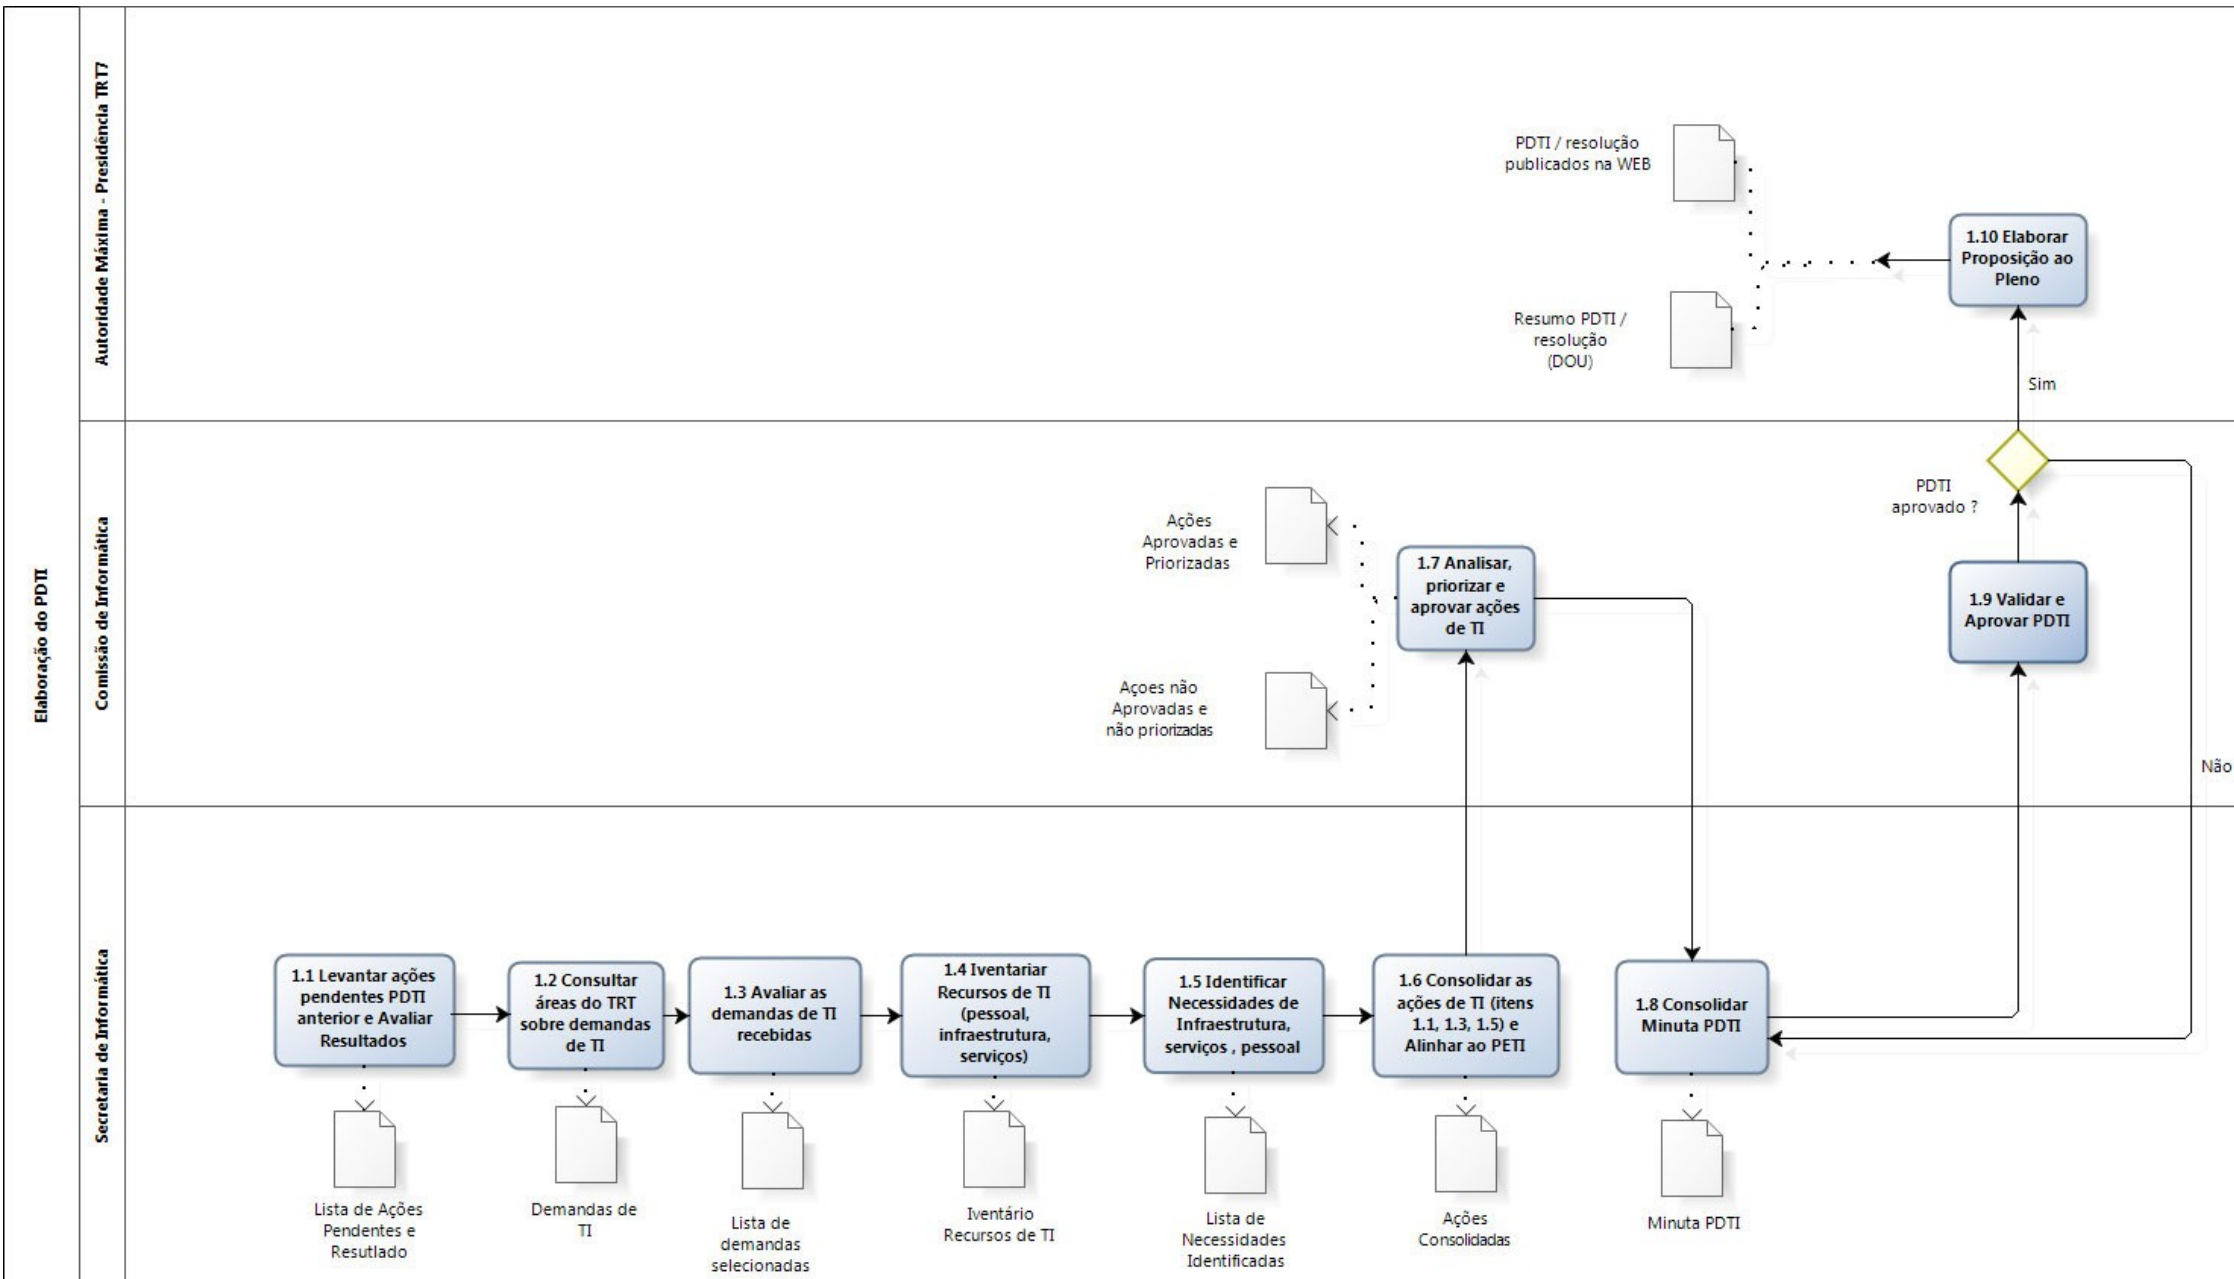 Elaboração do PDTI
Autoridade Máxima - Presidência TRT7
PDTI / resolução
publicados na WEB
Resumo PDTI /
resolução
(DOU)
1.10 Elaborar
Proposição ao
Pleno
Sim
Comissão de Informática
Ações
Aprovadas e
Priorizadas
Açoes não
Aprovadas e
não priorizadas
1.7 Analisar,
priorizar e
aprovar ações
de TI
PDTI
aprovado ?
1.9 Validar e
Aprovar PDTI
Não
Secretaria de Informática
1.1 Levantar ações
pendentes PDTI
anterior e Avaliar
Resultados
1.2 Consultar
áreas do TRT
sobre demandas
de TI
1.3 Avaliar as
demandas de TI
recebidas
1.4 Iventariar
Recursos de TI
(pessoal,
infraestrutura,
serviços)
1.5 Identificar
Necessidades de
Infraestrutura,
serviços , pessoal
1.6 Consolidar as
ações de TI (itens
1.1, 1.3, 1.5) e
Alinhar ao PETI
1.8 Consolidar
Minuta PDTI
Lista de Ações
Pendentes e
Resutlado
Demandas de
TI
Lista de
demandas
selecionadas
Iventário
Recursos de TI
Lista de
Necessidades
Identificadas
Ações
Consolidadas
Minuta PDTI